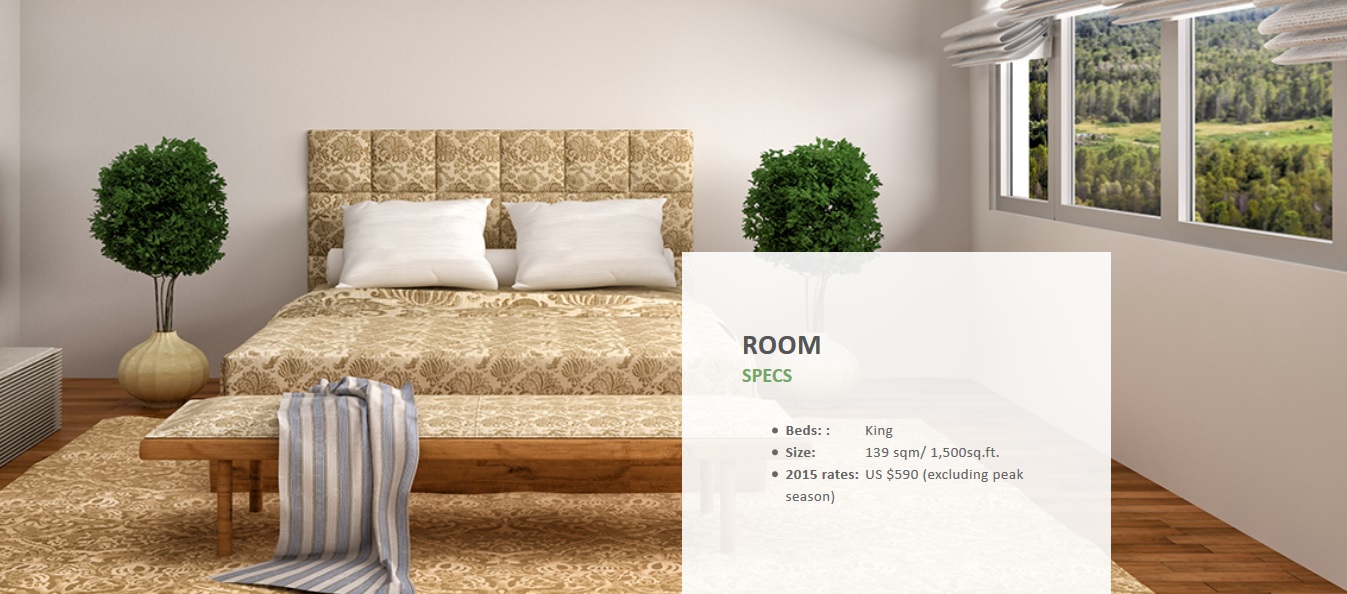 ROOM
SPECS
Beds: : King
Size: 139 sqm/ 1,500sq.ft.
2015 rates: US $590 (excluding peak
season)